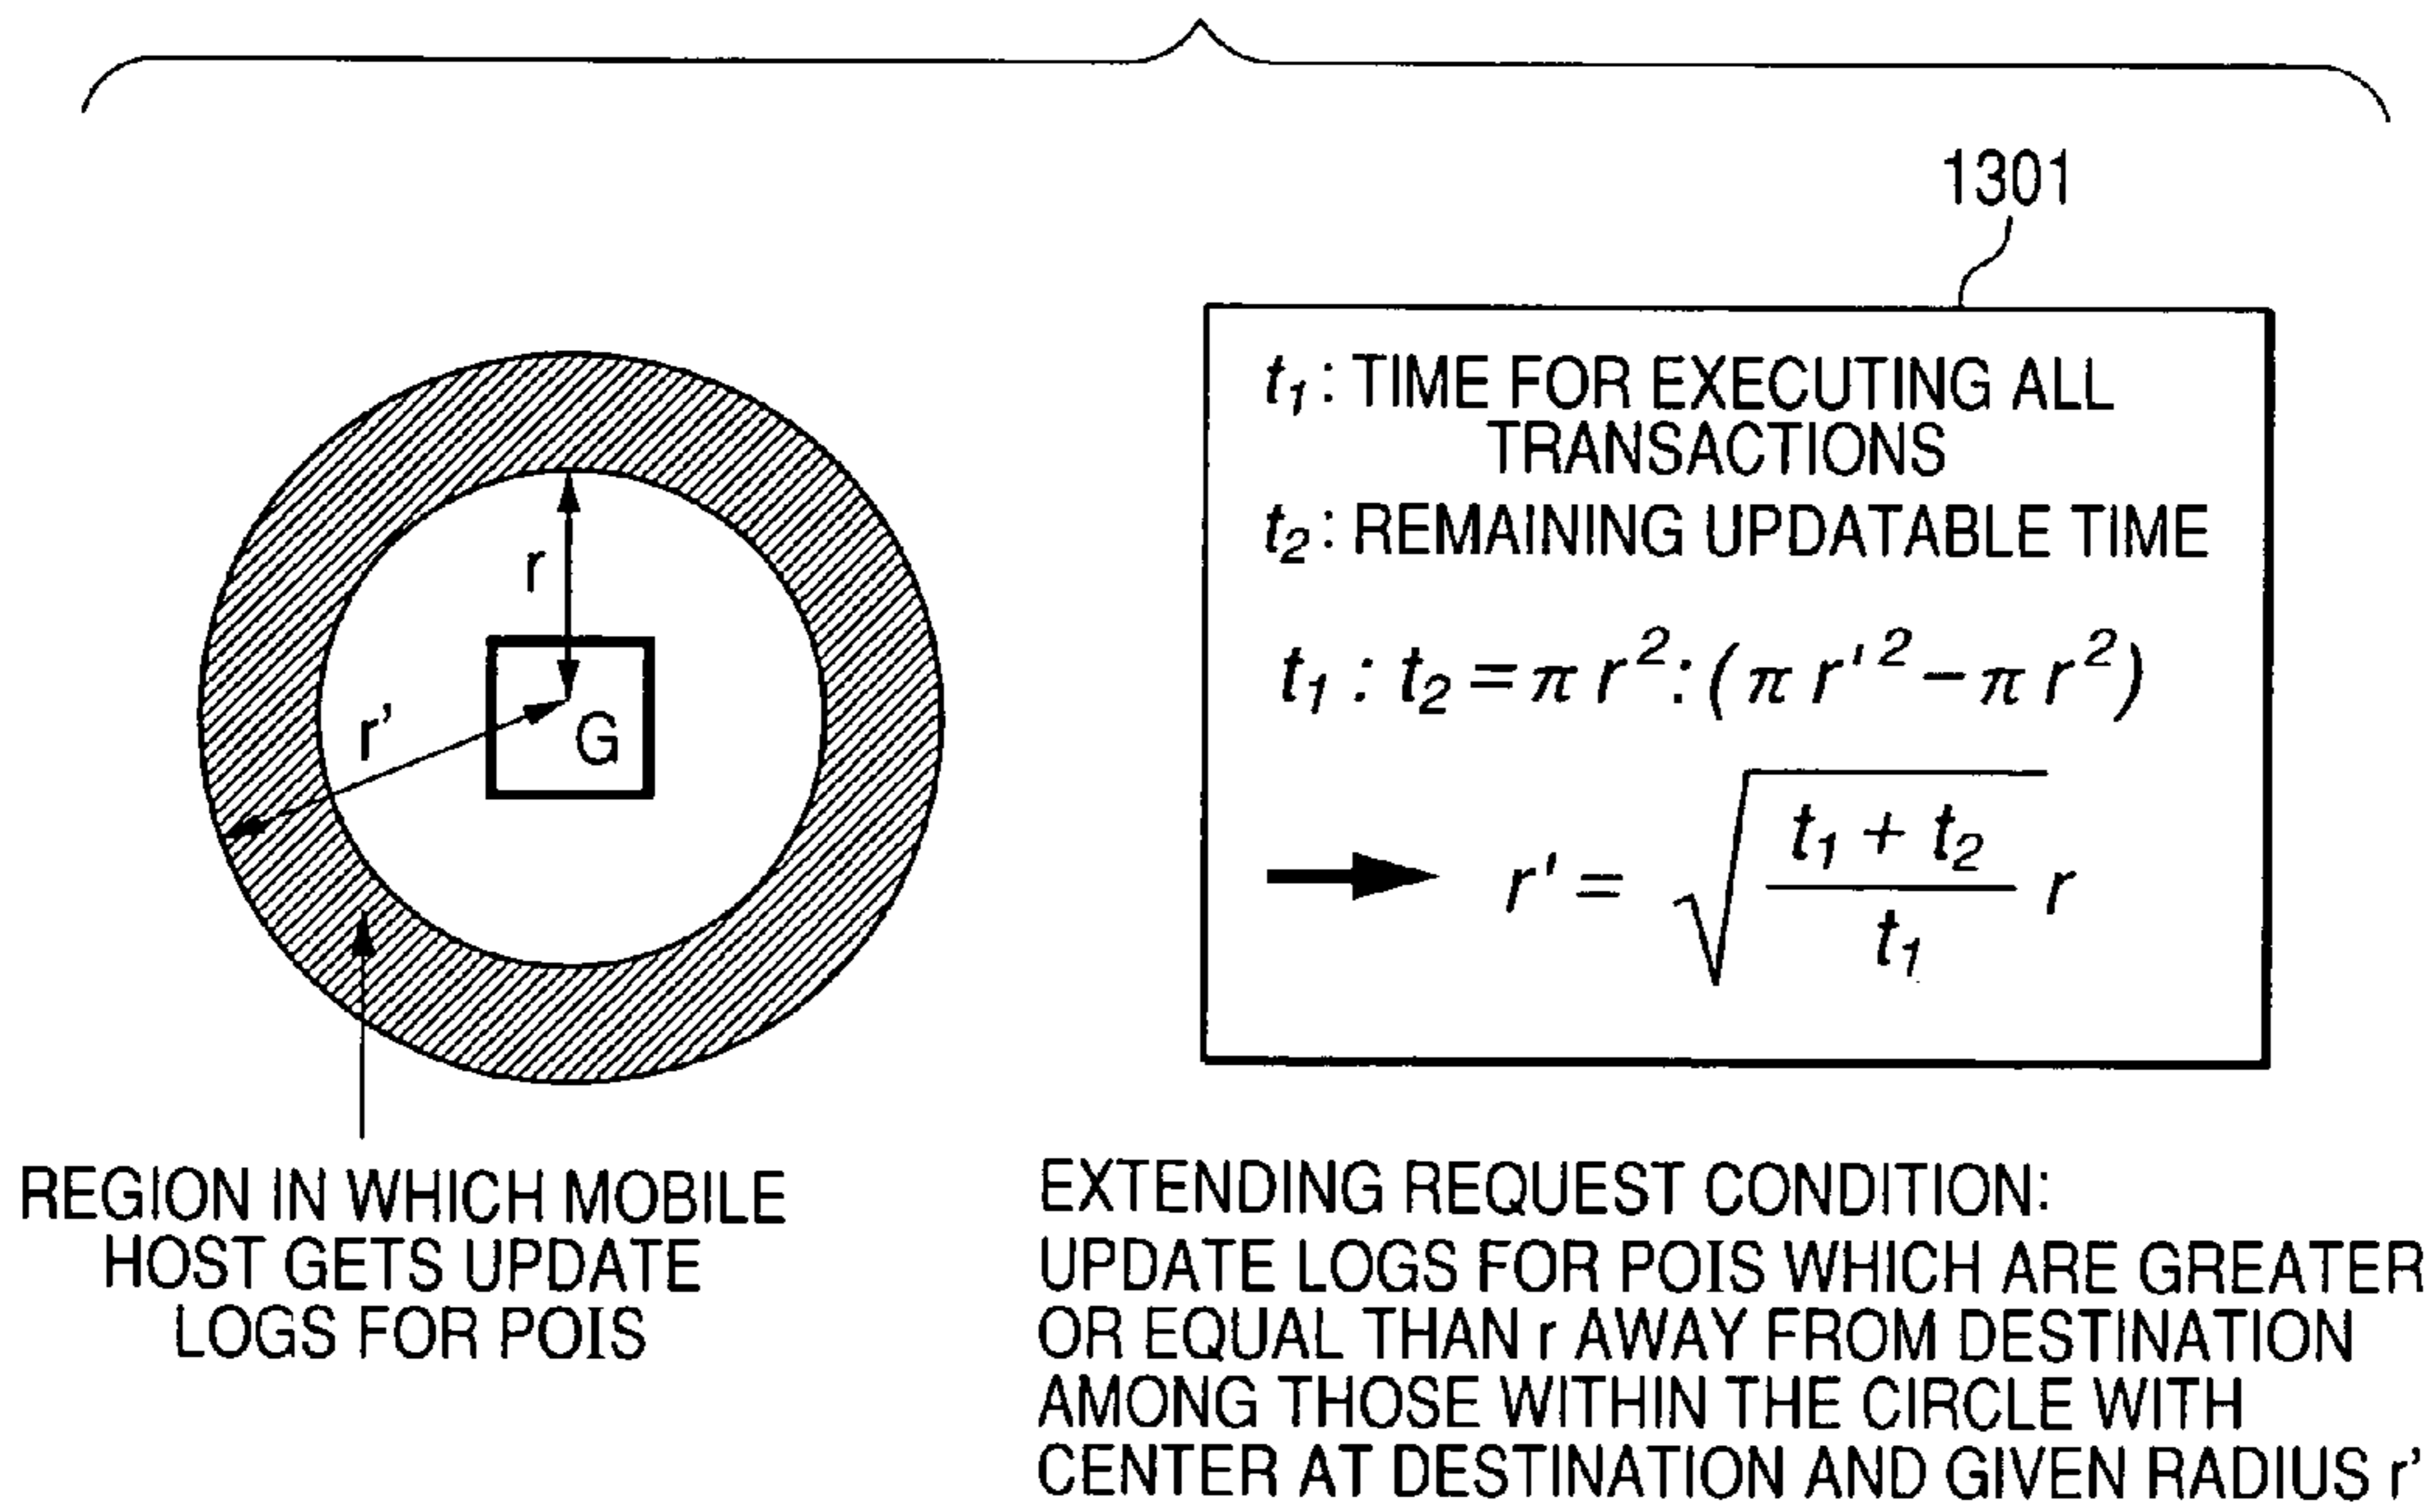 1301
t₁ : TIME FOR EXECUTING ALL
TRANSACTIONS
t₂ : REMAINING UPDATABLE TIME
t₁ : t₂ = π r² : (π r'² − π r²)
r' = √((t₁ + t₂) / t₁) r
r
r'
G
REGION IN WHICH MOBILE
HOST GETS UPDATE
LOGS FOR POIS
EXTENDING REQUEST CONDITION:
UPDATE LOGS FOR POIS WHICH ARE GREATER
OR EQUAL THAN r AWAY FROM DESTINATION
AMONG THOSE WITHIN THE CIRCLE WITH
CENTER AT DESTINATION AND GIVEN RADIUS r'